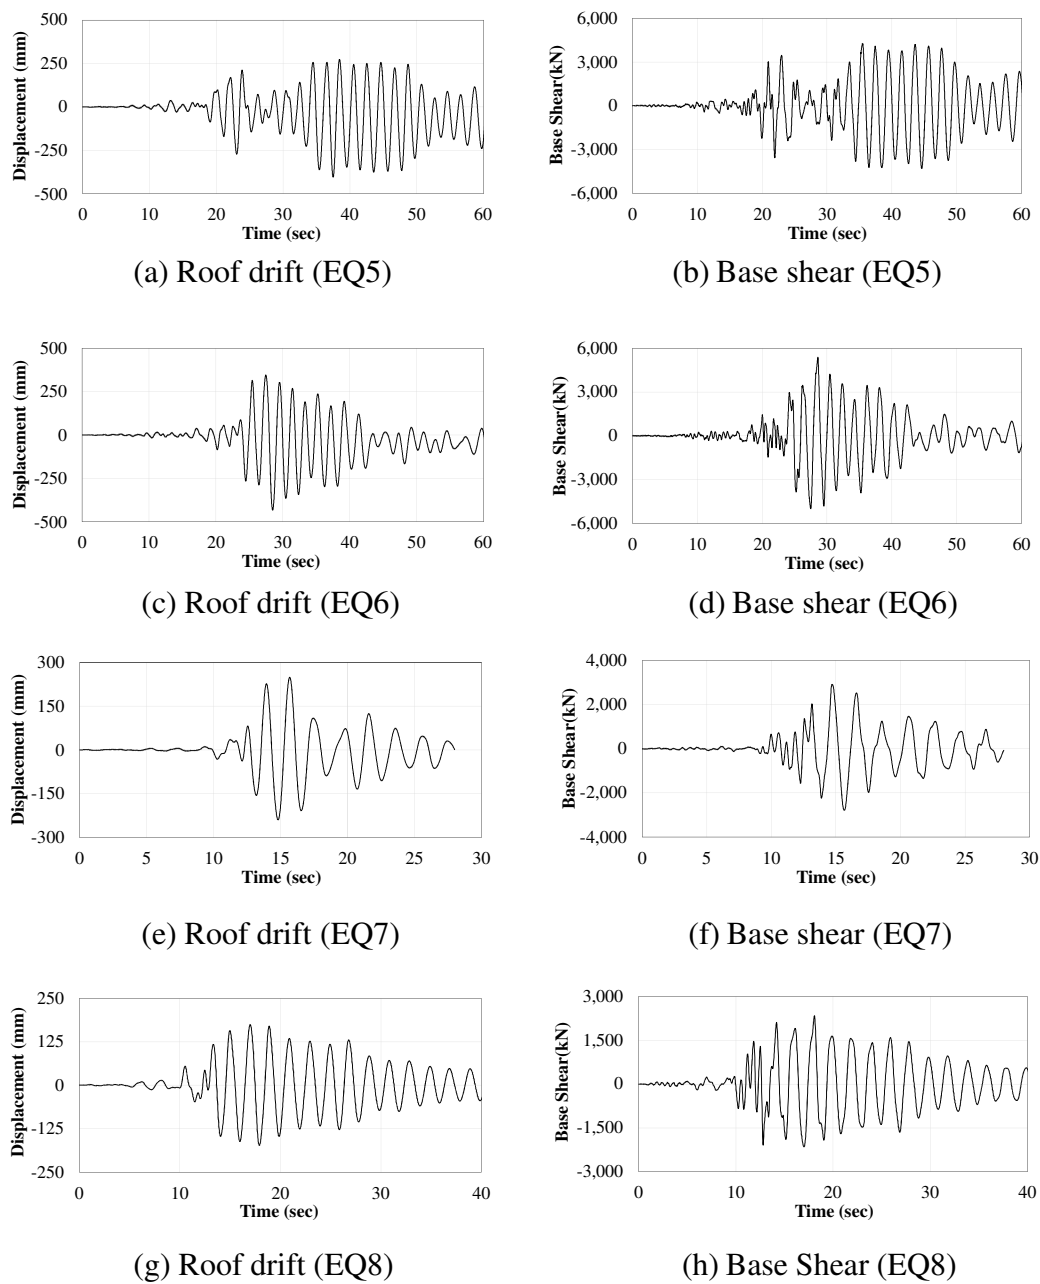 500
250
0
-250
-500
Displacement (mm)
0 10 20 30 40 50 60
Time (sec)
(a) Roof drift (EQ5)
6,000
3,000
0
-3,000
-6,000
Base Shear(kN)
0 10 20 30 40 50 60
Time (sec)
(b) Base shear (EQ5)
500
250
0
-250
-500
Displacement (mm)
0 10 20 30 40 50 60
Time (sec)
(c) Roof drift (EQ6)
6,000
3,000
0
-3,000
-6,000
Base Shear(kN)
0 10 20 30 40 50 60
Time (sec)
(d) Base shear (EQ6)
300
150
0
-150
-300
Displacement (mm)
0 5 10 15 20 25 30
Time (sec)
(e) Roof drift (EQ7)
4,000
2,000
0
-2,000
-4,000
Base Shear(kN)
0 5 10 15 20 25 30
Time (sec)
(f) Base shear (EQ7)
250
125
0
-125
-250
Displacement (mm)
0 10 20 30 40
Time (sec)
(g) Roof drift (EQ8)
3,000
1,500
0
-1,500
-3,000
Base Shear(kN)
0 10 20 30 40
Time (sec)
(h) Base Shear (EQ8)